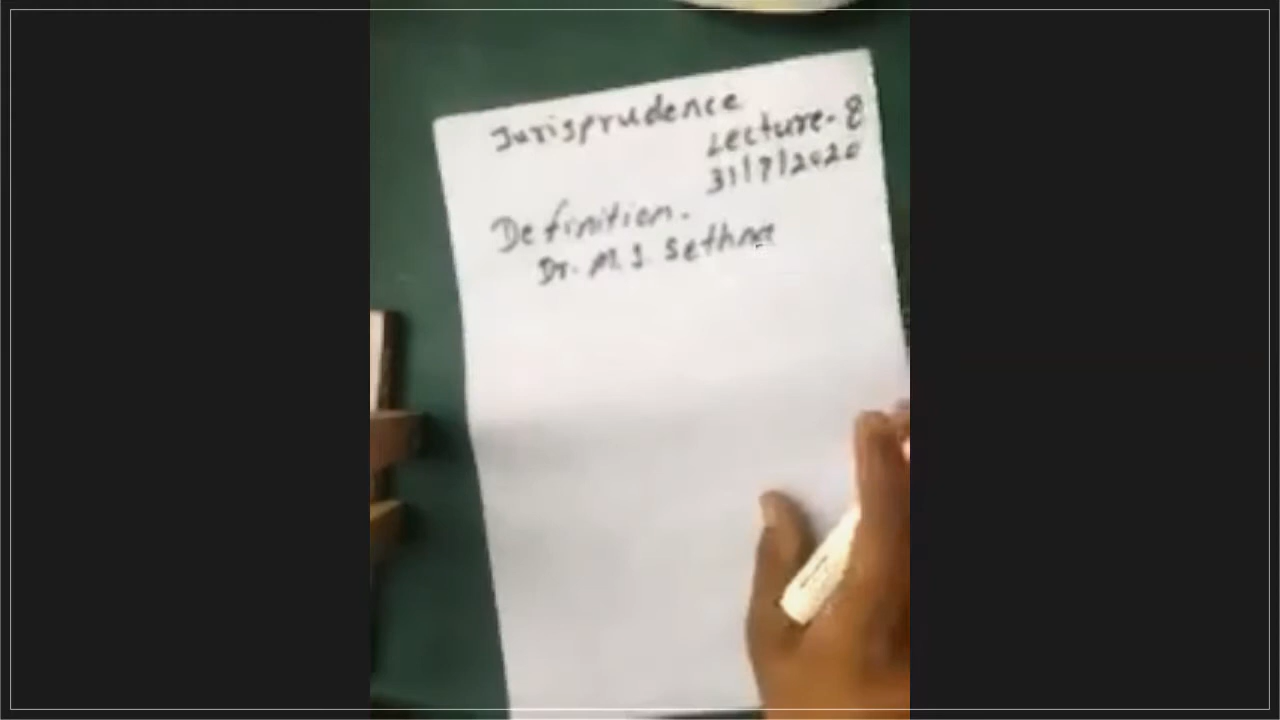 Jurisprudence
Lecture-8
31/7/2020
Definition.
Dr. M.J. Sethna